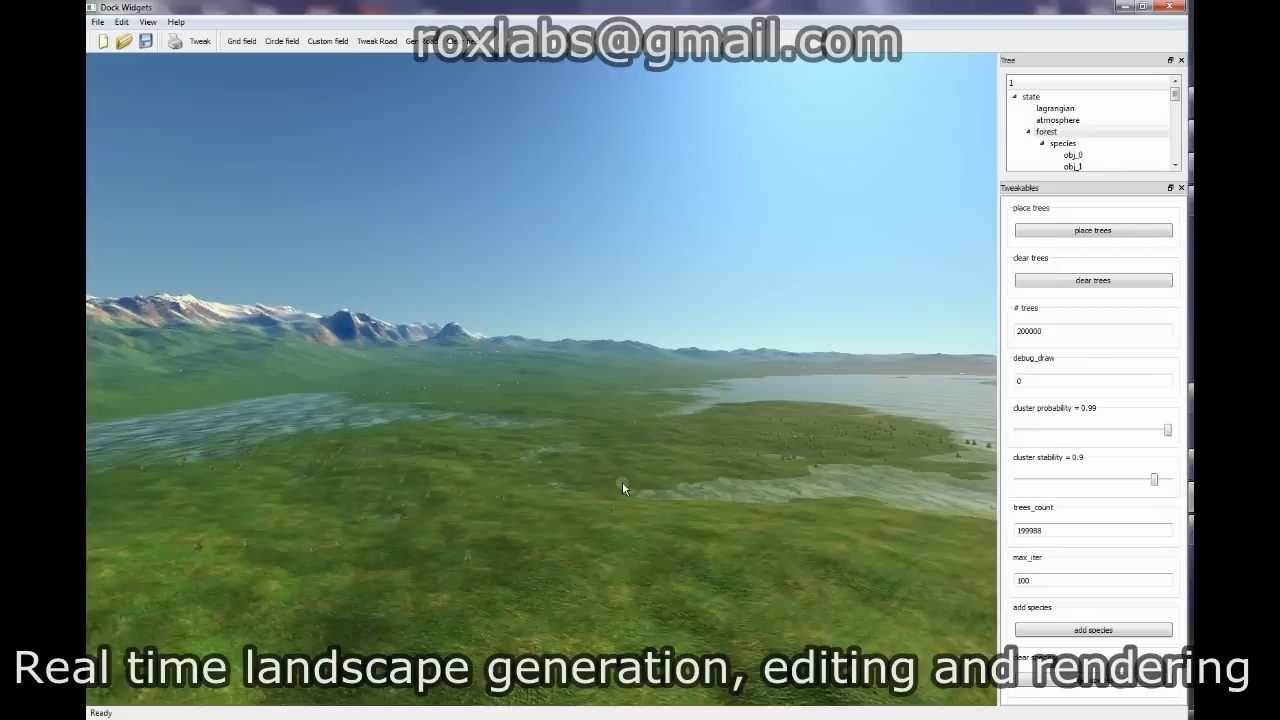 Dock Widgets
File Edit View Help
Tweak Grid field Circle field Custom field Tweak Road
roxlabs@gmail.com
Tree
1
state
lagrangian
atmosphere
forest
species
obj_0
obj_1
Tweakables
place trees
place trees
clear trees
clear trees
# trees
200000
debug_draw
0
cluster probability = 0.99
cluster stability = 0.9
trees_count
199988
max_iter
100
add species
add species
clear species
Real time landscape generation, editing and rendering
Ready